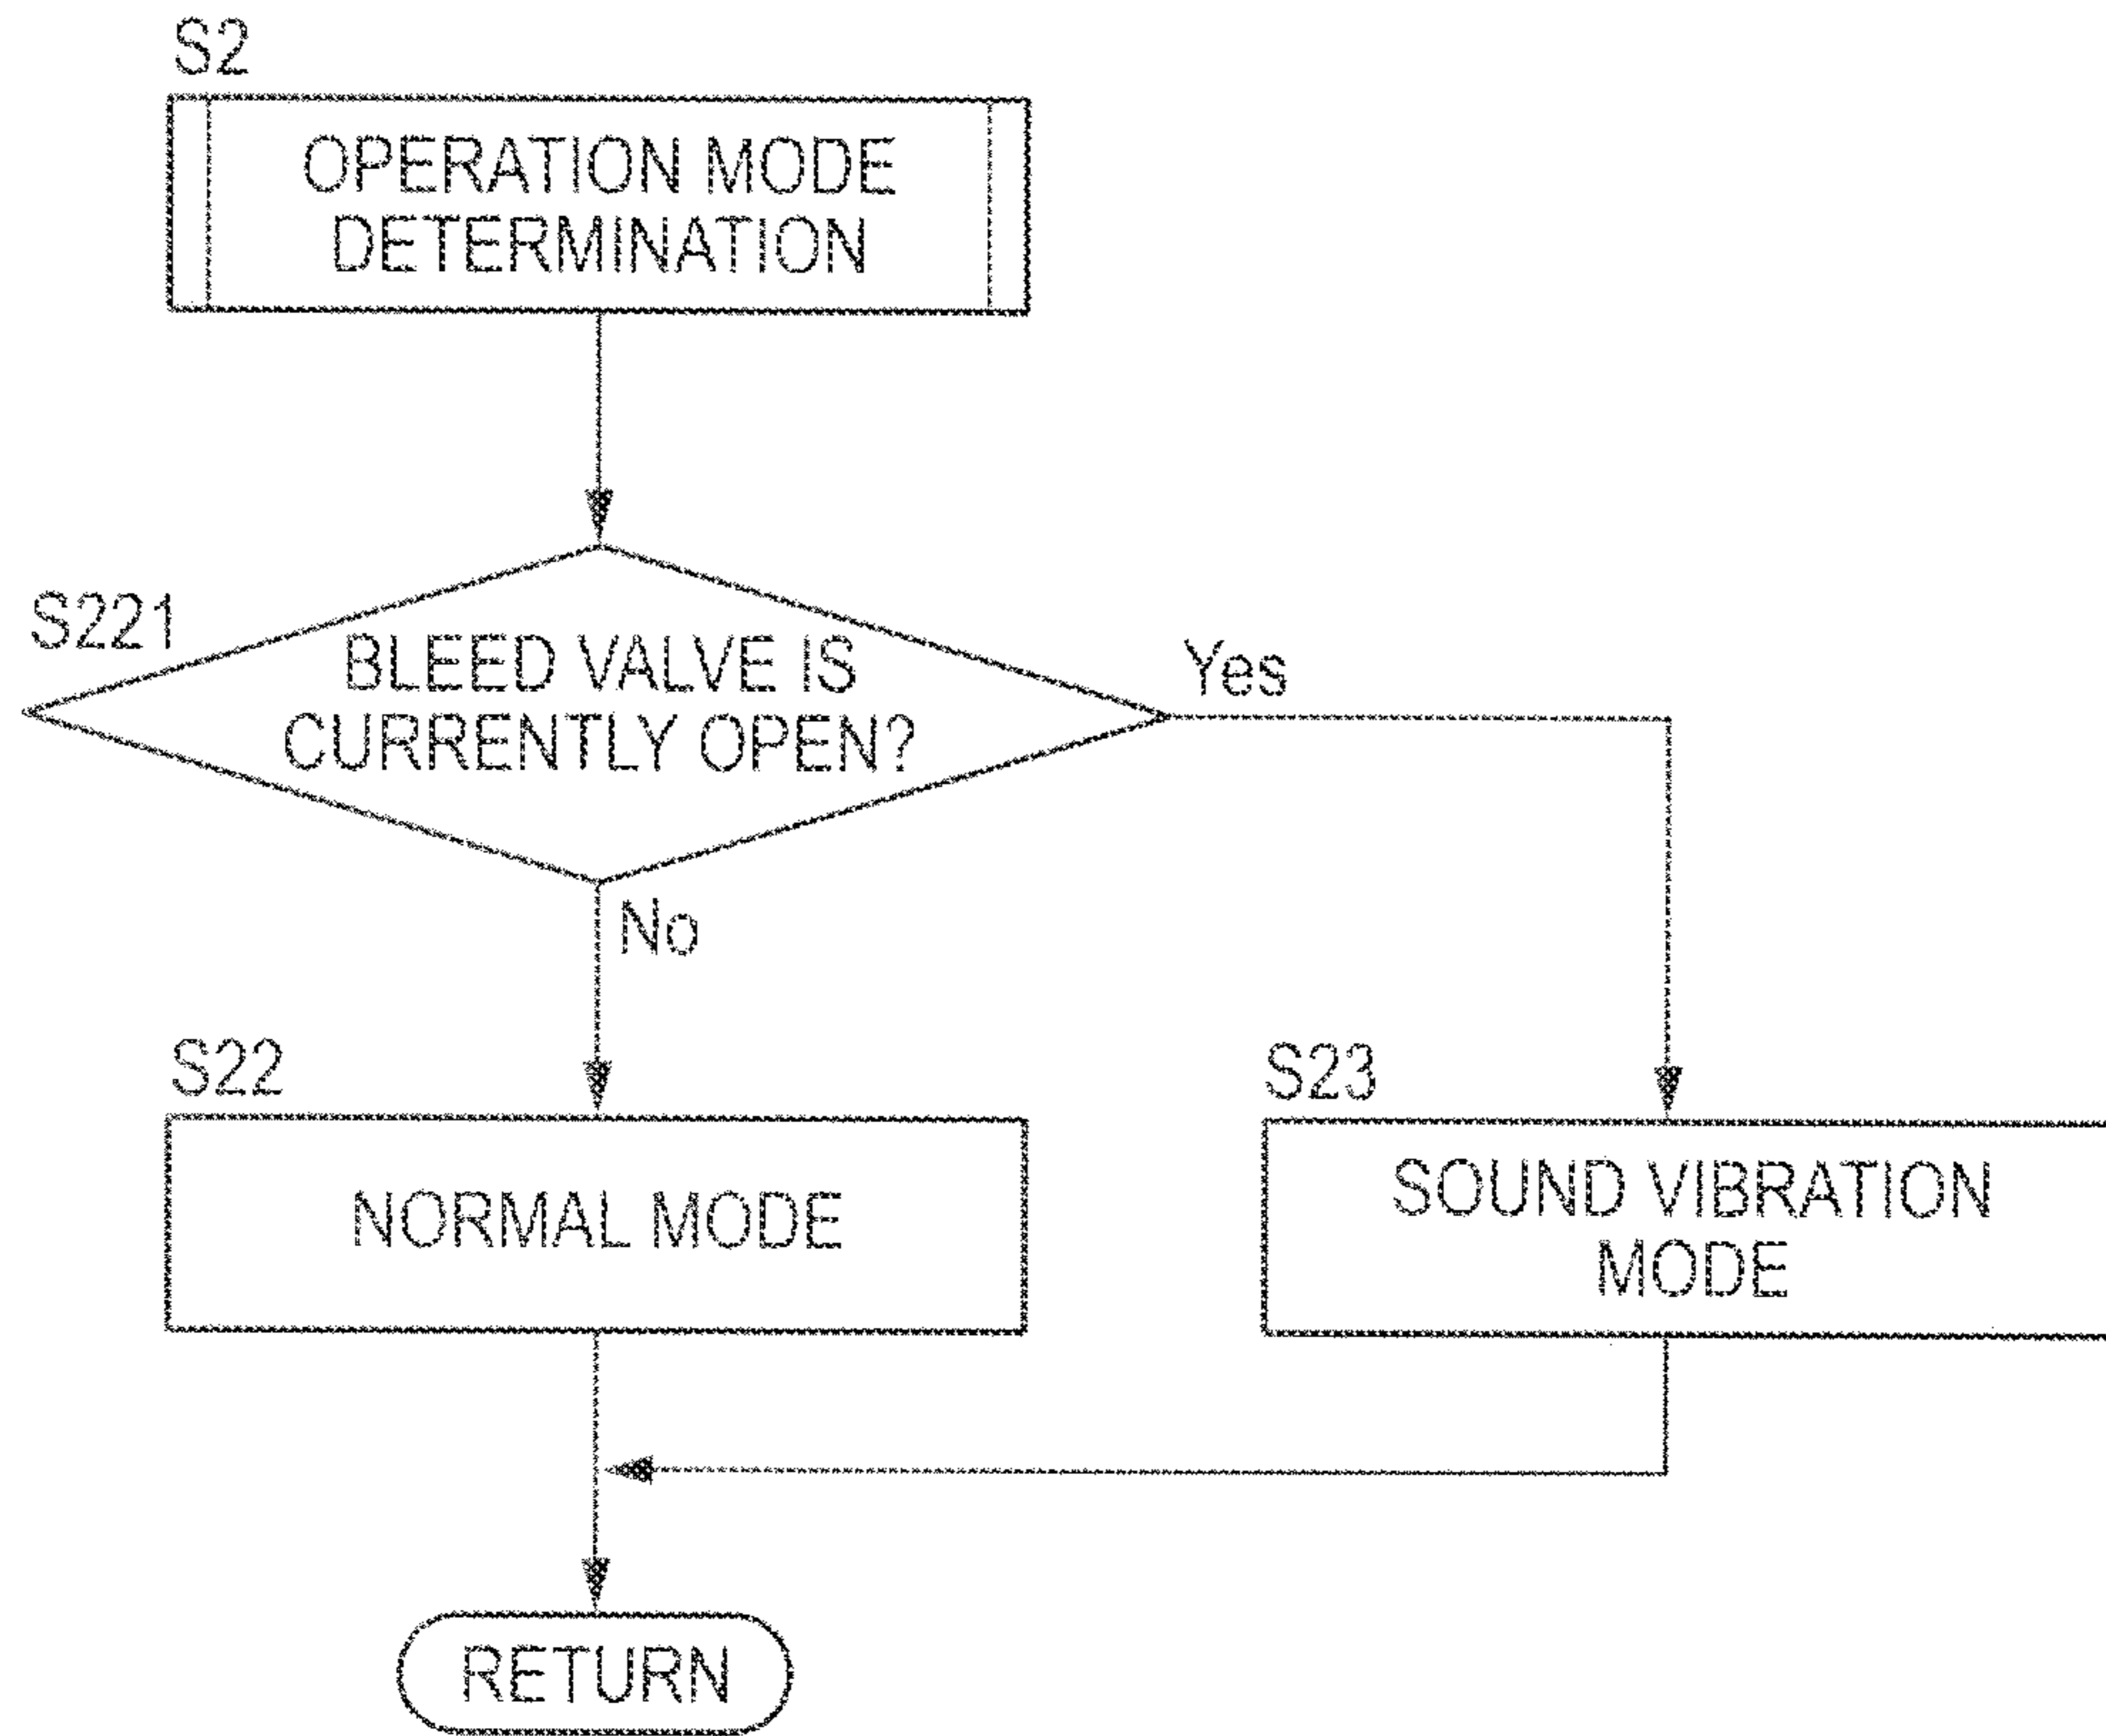 S2
OPERATION MODE
DETERMINATION
S221
BLEED VALVE IS
CURRENTLY OPEN?
Yes
No
S22
NORMAL MODE
S23
SOUND VIBRATION
MODE
RETURN